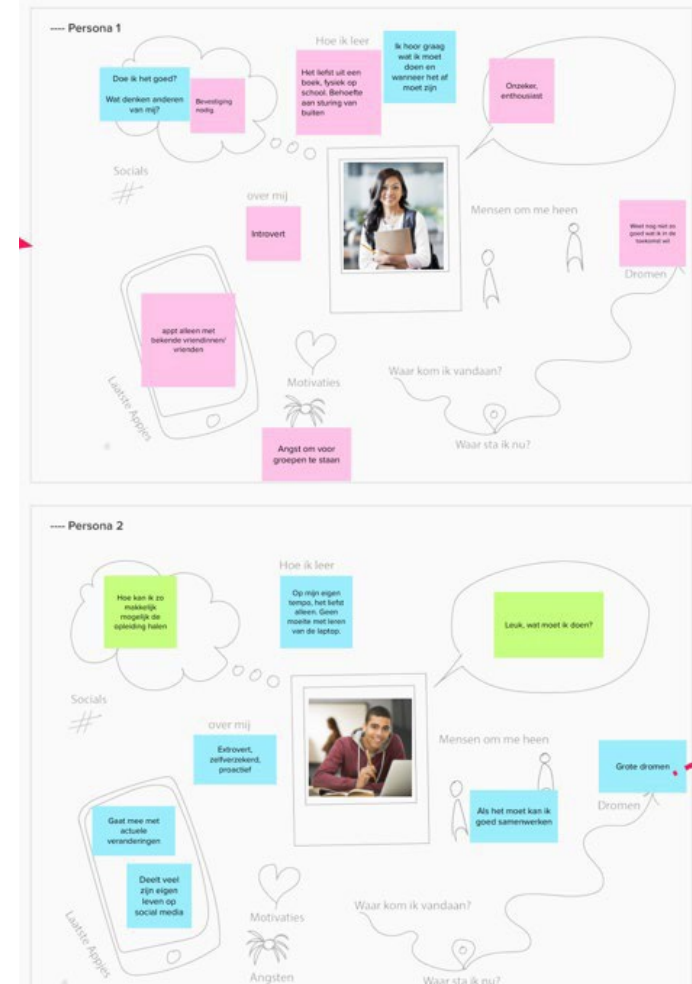 ---- Persona 1
Hoe ik leer
Doe ik het goed?
Wat denken anderen
van mij?
Bevestiging
nodig
Het liefst uit een
boek, fysiek op
school. Behoefte
aan sturing van
buiten
Ik hoor graag
wat ik moet
doen en
wanneer het af
moet zijn
Onzeker,
enthousiast
Socials
#
over mij
Introvert
Mensen om me heen
Weet nog niet zo
goed wat ik in de
toekomst wil
Dromen
appt alleen met
bekende vriendinnen/
vrienden
Laatste Appjes
Motivaties
Angst om voor
groepen te staan
Waar kom ik vandaan?
Waar sta ik nu?
---- Persona 2
Hoe ik leer
Hoe kan ik zo
makkelijk
mogelijk de
opleiding halen
Op mijn eigen
tempo, het liefst
alleen. Geen
moeite met leren
van de laptop.
Leuk, wat moet ik doen?
Socials
#
over mij
Extrovert,
zelfverzekerd,
proactief
Mensen om me heen
Als het moet kan ik
goed samenwerken
Grote dromen
Dromen
Gaat mee met
actuele
veranderingen
Deelt veel
zijn eigen
leven op
social media
Laatste Appjes
Motivaties
Angsten
Waar kom ik vandaan?
Waar sta ik nu?